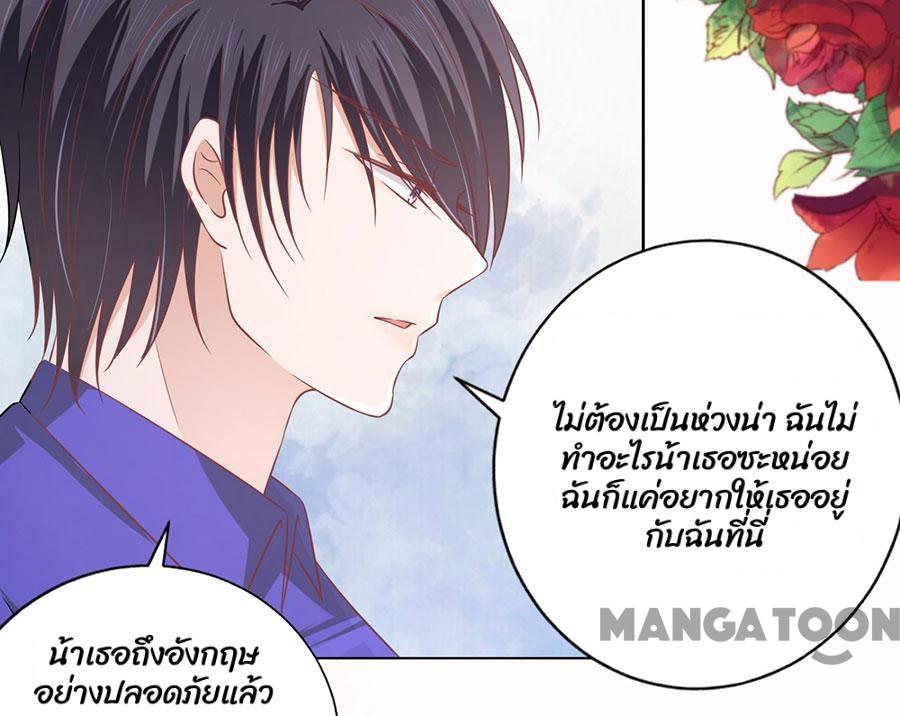 ไม่ต้องเป็นห่วงน่า ฉันไม่
ทำอะไรน้าเธอซะหน่อย
ฉันก็แค่อยากให้เธออยู่
กับฉันที่นี่
MANGATOON
น้าเธอถึงอังกฤษ
อย่างปลอดภัยแล้ว